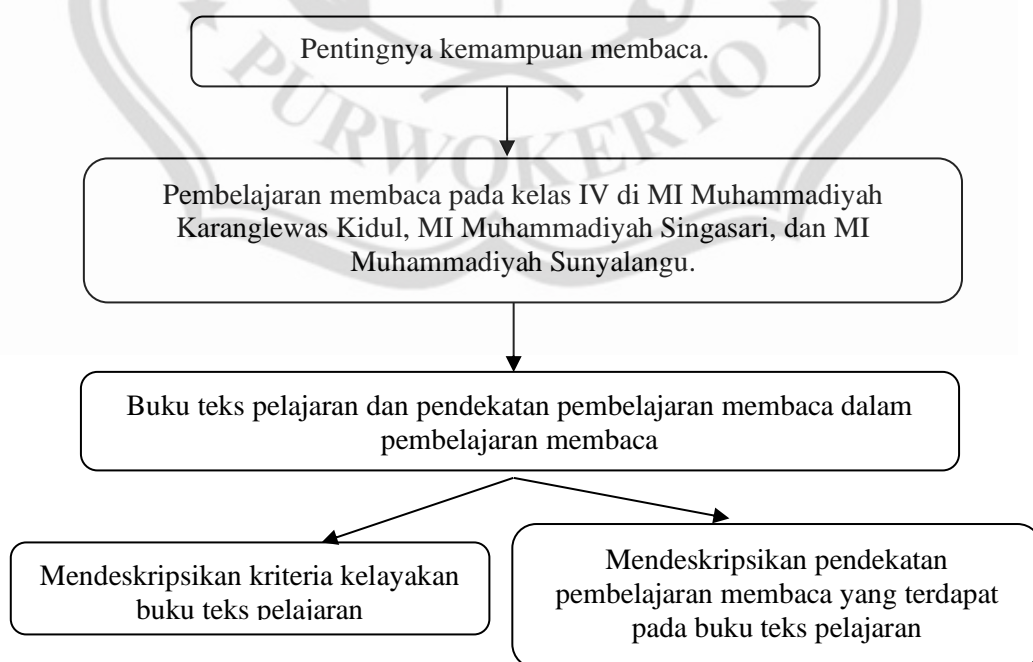 Pentingnya kemampuan membaca.
PURWOKERTO
Pembelajaran membaca pada kelas IV di MI Muhammadiyah
Karanglewas Kidul, MI Muhammadiyah Singasari, dan MI
Muhammadiyah Sunyalangu.
Buku teks pelajaran dan pendekatan pembelajaran membaca dalam
pembelajaran membaca
Mendeskripsikan kriteria kelayakan
buku teks pelajaran
Mendeskripsikan pendekatan
pembelajaran membaca yang terdapat
pada buku teks pelajaran